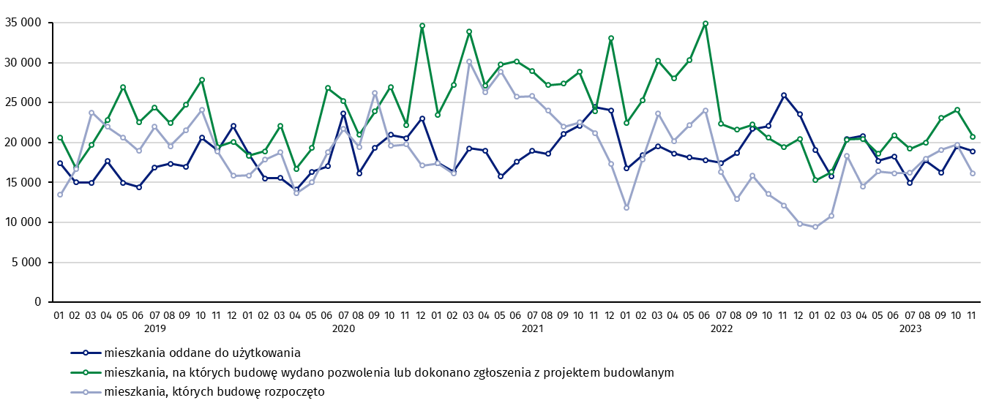 35 000
30 000
25 000
20 000
15 000
10 000
5 000
0
01 02 03 04 05 06 07 08 09 10 11 12 01 02 03 04 05 06 07 08 09 10 11 12 01 02 03 04 05 06 07 08 09 10 11 12 01 02 03 04 05 06 07 08 09 10 11 12 01 02 03 04 05 06 07 08 09 10 11
2019 2020 2021 2022 2023
mieszkania oddane do użytkowania
mieszkania, na których budowę wydano pozwolenia lub dokonano zgłoszenia z projektem budowlanym
mieszkania, których budowę rozpoczęto